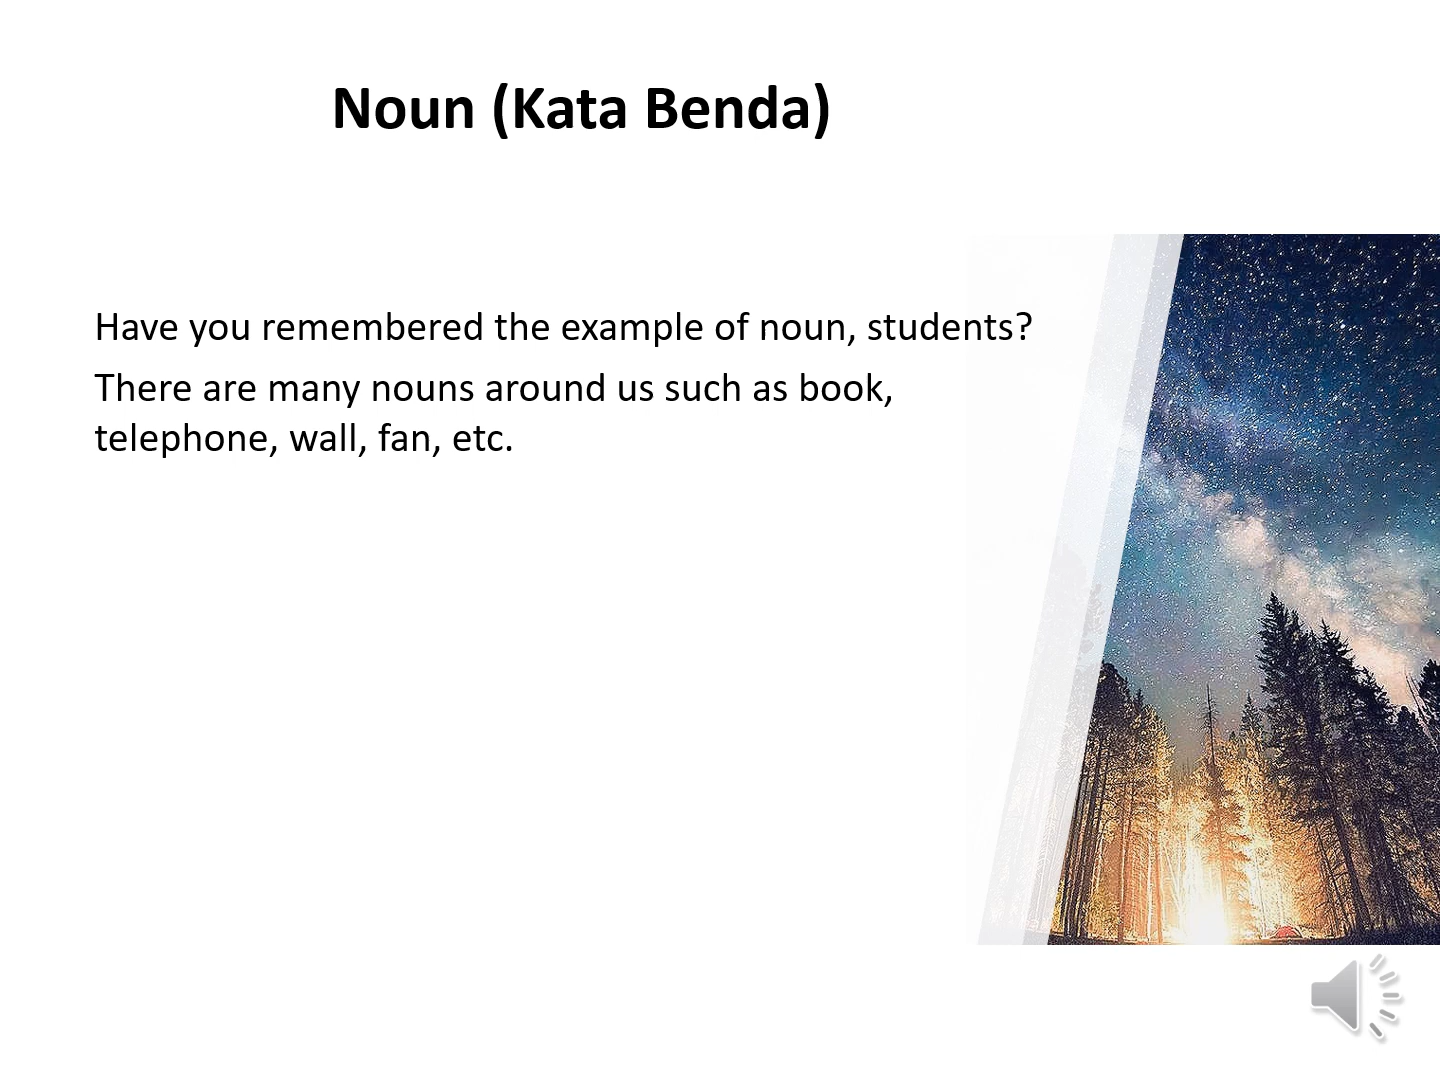 Noun (Kata Benda)
Have you remembered the example of noun, students?
There are many nouns around us such as book,
telephone, wall, fan, etc.